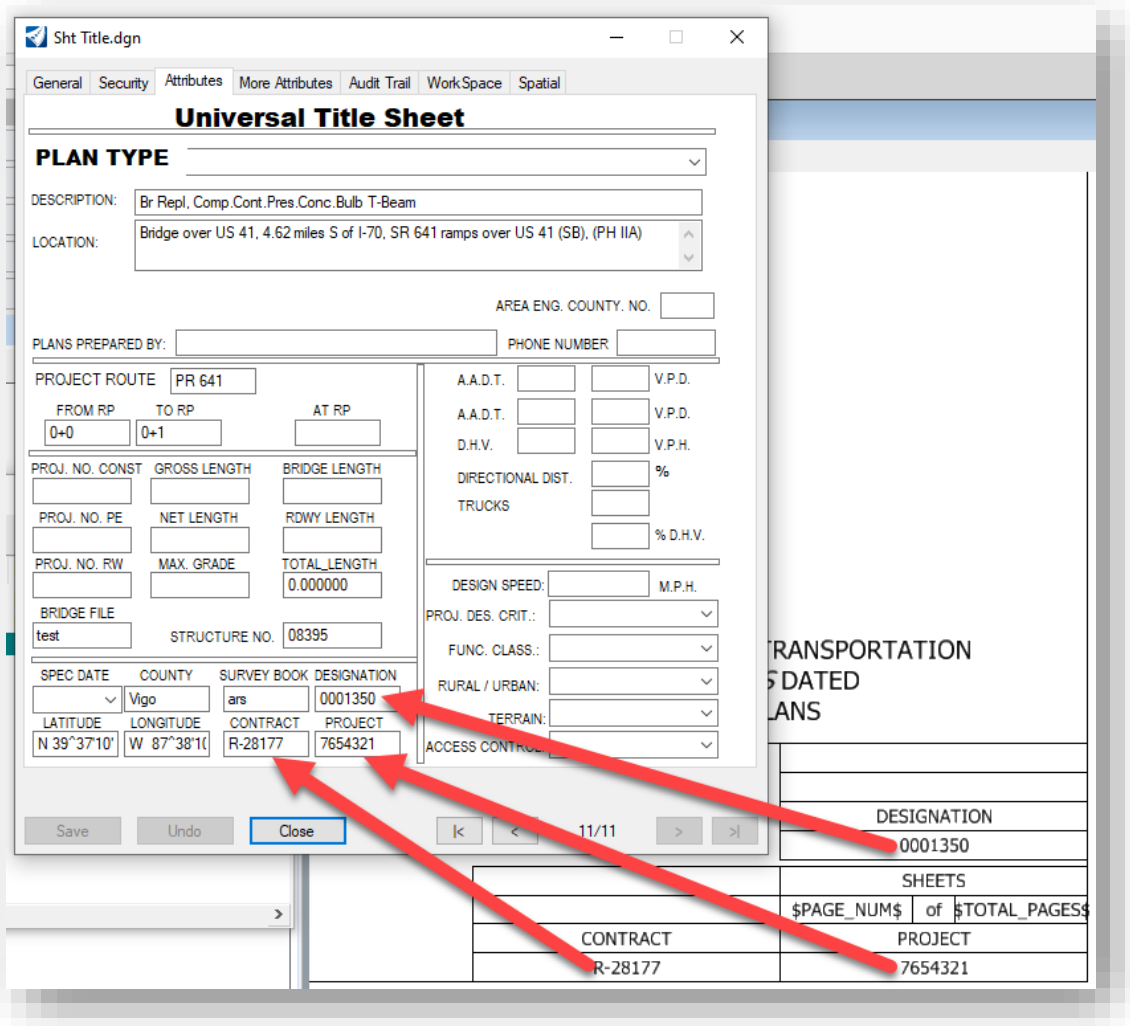 Sht Title.dgn
General Security Attributes More Attributes Audit Trail WorkSpace Spatial
Universal Title Sheet
PLAN TYPE
DESCRIPTION: Br Repl, Comp.Cont.Pres.Conc.Bulb T-Beam
LOCATION: Bridge over US 41, 4.62 miles S of I-70, SR 641 ramps over US 41 (SB), (PH IIA)
AREA ENG. COUNTY. NO.
PLANS PREPARED BY: PHONE NUMBER
PROJECT ROUTE PR 641
FROM RP TO RP AT RP
0+0 0+1
PROJ. NO. CONST GROSS LENGTH BRIDGE LENGTH
PROJ. NO. PE NET LENGTH RDWY LENGTH
PROJ. NO. RW MAX. GRADE TOTAL_LENGTH
0.000000
BRIDGE FILE
test STRUCTURE NO. 08395
SPEC DATE COUNTY SURVEY BOOK DESIGNATION
Vigo ars 0001350
LATITUDE LONGITUDE CONTRACT PROJECT
N 39^37'10' W 87^38'1( R-28177 7654321
A.A.D.T. V.P.D.
A.A.D.T. V.P.D.
D.H.V. V.P.H.
DIRECTIONAL DIST. %
TRUCKS
% D.H.V.
DESIGN SPEED: M.P.H.
PROJ. DES. CRIT.:
FUNC. CLASS.:
RURAL / URBAN:
TERRAIN:
ACCESS CONTROL:
Save Undo Close |< < 11/11 > >|
TRANSPORTATION
S DATED
LANS
DESIGNATION
0001350
SHEETS
$PAGE_NUM$ of $TOTAL_PAGES$
CONTRACT PROJECT
R-28177 7654321